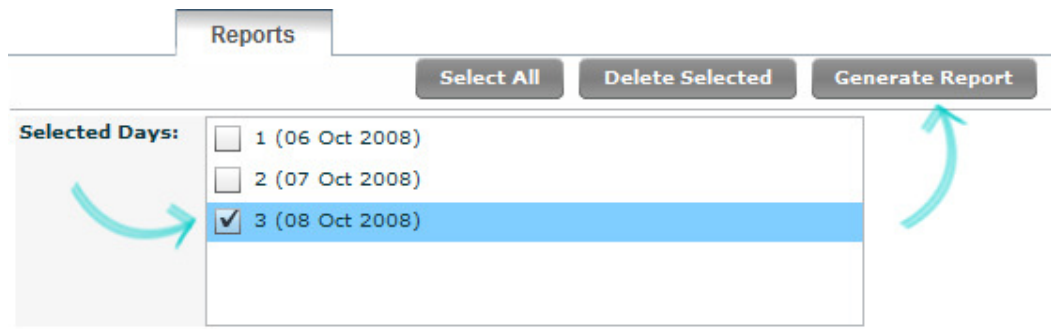 Reports
Select All Delete Selected Generate Report
Selected Days:
1 (06 Oct 2008)
2 (07 Oct 2008)
3 (08 Oct 2008)